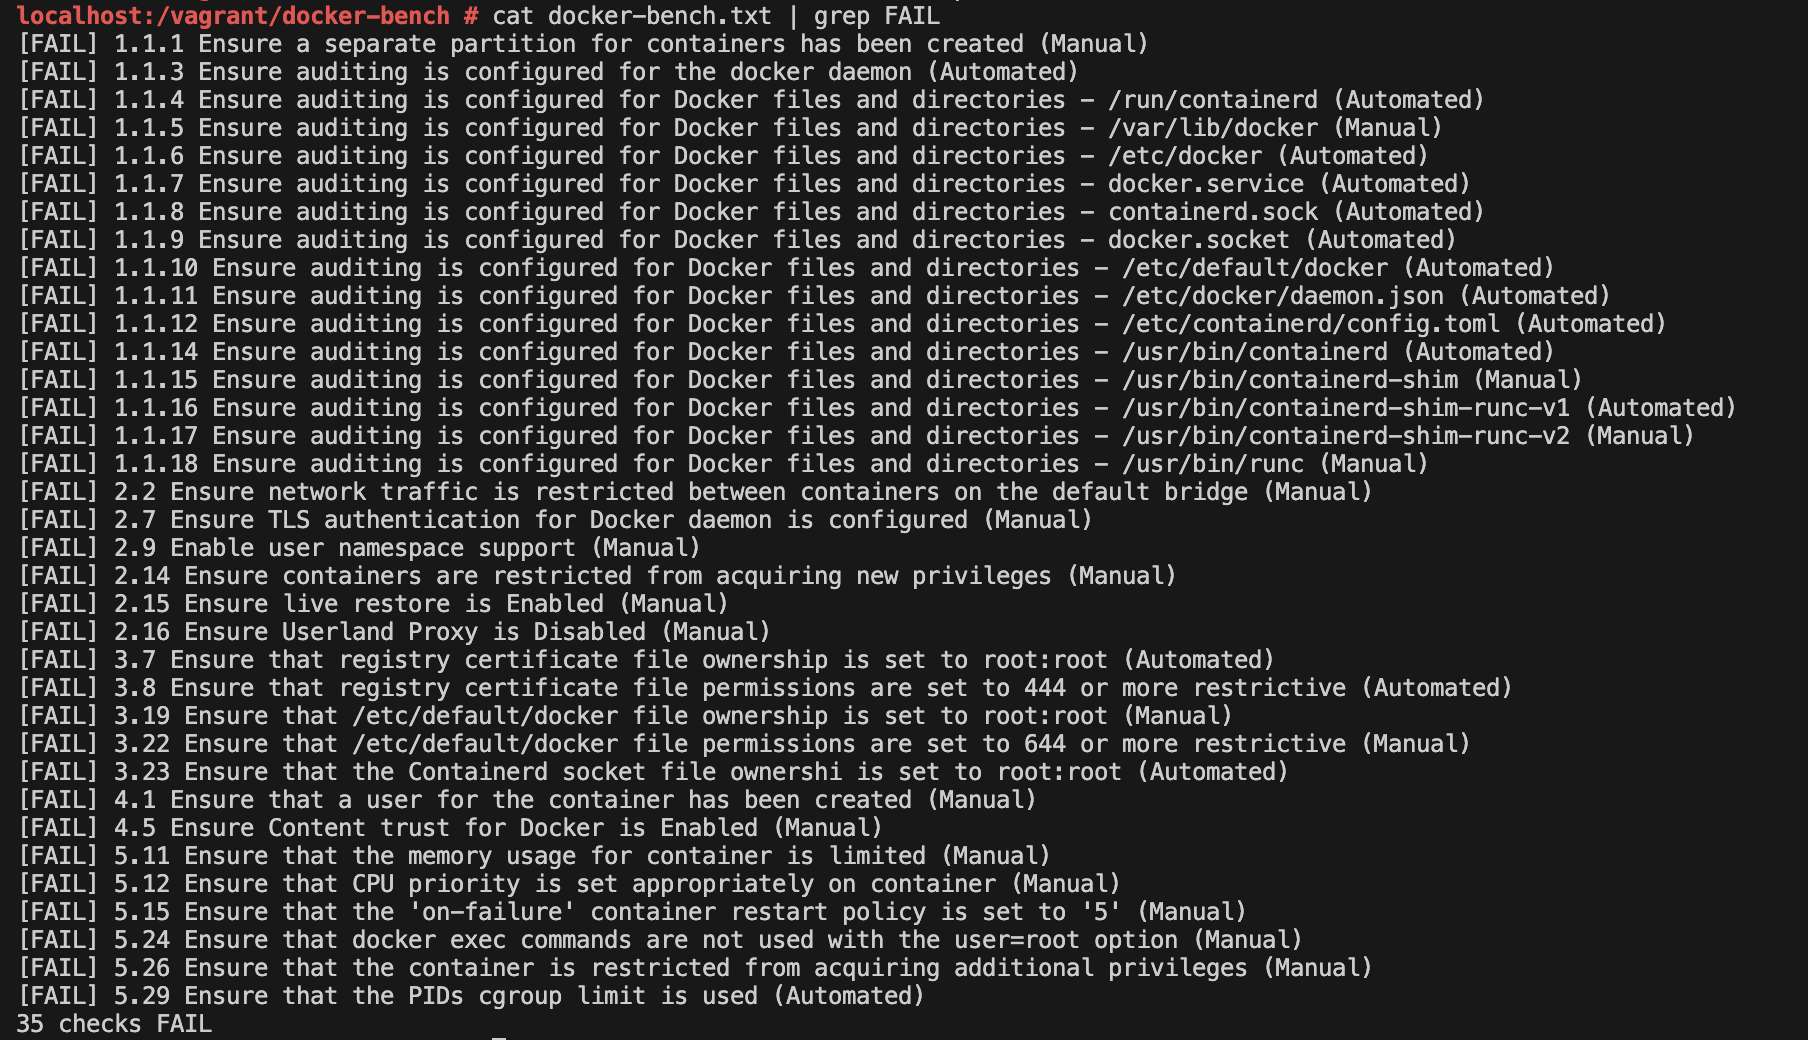 localhost:/vagrant/docker-bench # cat docker-bench.txt | grep FAIL
[FAIL] 1.1.1 Ensure a separate partition for containers has been created (Manual)
[FAIL] 1.1.3 Ensure auditing is configured for the docker daemon (Automated)
[FAIL] 1.1.4 Ensure auditing is configured for Docker files and directories - /run/containerd (Automated)
[FAIL] 1.1.5 Ensure auditing is configured for Docker files and directories - /var/lib/docker (Manual)
[FAIL] 1.1.6 Ensure auditing is configured for Docker files and directories - /etc/docker (Automated)
[FAIL] 1.1.7 Ensure auditing is configured for Docker files and directories - docker.service (Automated)
[FAIL] 1.1.8 Ensure auditing is configured for Docker files and directories - containerd.sock (Automated)
[FAIL] 1.1.9 Ensure auditing is configured for Docker files and directories - docker.socket (Automated)
[FAIL] 1.1.10 Ensure auditing is configured for Docker files and directories - /etc/default/docker (Automated)
[FAIL] 1.1.11 Ensure auditing is configured for Docker files and directories - /etc/docker/daemon.json (Automated)
[FAIL] 1.1.12 Ensure auditing is configured for Docker files and directories - /etc/containerd/config.toml (Automated)
[FAIL] 1.1.14 Ensure auditing is configured for Docker files and directories - /usr/bin/containerd (Automated)
[FAIL] 1.1.15 Ensure auditing is configured for Docker files and directories - /usr/bin/containerd-shim (Manual)
[FAIL] 1.1.16 Ensure auditing is configured for Docker files and directories - /usr/bin/containerd-shim-runc-v1 (Automated)
[FAIL] 1.1.17 Ensure auditing is configured for Docker files and directories - /usr/bin/containerd-shim-runc-v2 (Manual)
[FAIL] 1.1.18 Ensure auditing is configured for Docker files and directories - /usr/bin/runc (Manual)
[FAIL] 2.2 Ensure network traffic is restricted between containers on the default bridge (Manual)
[FAIL] 2.7 Ensure TLS authentication for Docker daemon is configured (Manual)
[FAIL] 2.9 Enable user namespace support (Manual)
[FAIL] 2.14 Ensure containers are restricted from acquiring new privileges (Manual)
[FAIL] 2.15 Ensure live restore is Enabled (Manual)
[FAIL] 2.16 Ensure Userland Proxy is Disabled (Manual)
[FAIL] 3.7 Ensure that registry certificate file ownership is set to root:root (Automated)
[FAIL] 3.8 Ensure that registry certificate file permissions are set to 444 or more restrictive (Automated)
[FAIL] 3.19 Ensure that /etc/default/docker file ownership is set to root:root (Manual)
[FAIL] 3.22 Ensure that /etc/default/docker file permissions are set to 644 or more restrictive (Manual)
[FAIL] 3.23 Ensure that the Containerd socket file ownershi is set to root:root (Automated)
[FAIL] 4.1 Ensure that a user for the container has been created (Manual)
[FAIL] 4.5 Ensure Content trust for Docker is Enabled (Manual)
[FAIL] 5.11 Ensure that the memory usage for container is limited (Manual)
[FAIL] 5.12 Ensure that CPU priority is set appropriately on container (Manual)
[FAIL] 5.15 Ensure that the 'on-failure' container restart policy is set to '5' (Manual)
[FAIL] 5.24 Ensure that docker exec commands are not used with the user=root option (Manual)
[FAIL] 5.26 Ensure that the container is restricted from acquiring additional privileges (Manual)
[FAIL] 5.29 Ensure that the PIDs cgroup limit is used (Automated)
35 checks FAIL